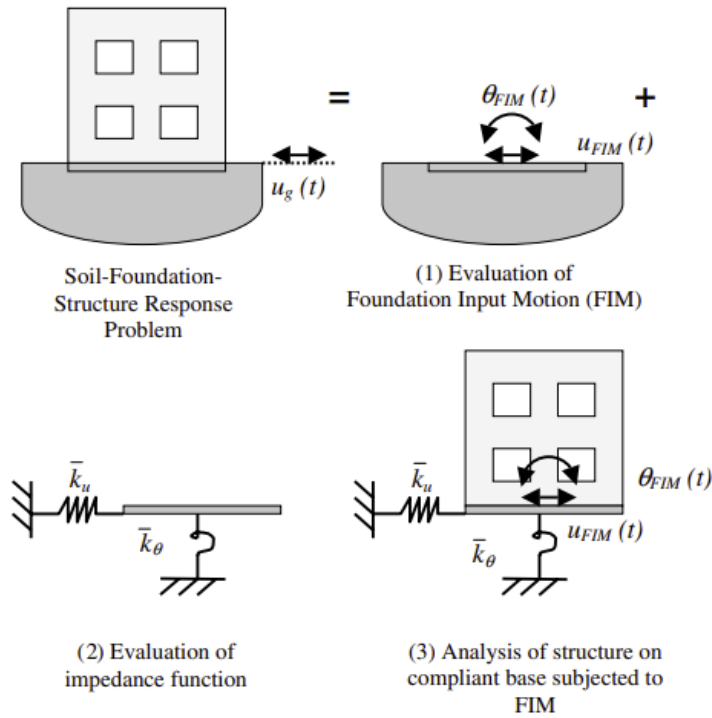 =
θFIM (t)
+
uFIM (t)
ug (t)
Soil-Foundation-
Structure Response
Problem
(1) Evaluation of
Foundation Input Motion (FIM)
k̅u
k̅θ
(2) Evaluation of
impedance function
k̅u
θFIM (t)
uFIM (t)
k̅θ
(3) Analysis of structure on
compliant base subjected to
FIM